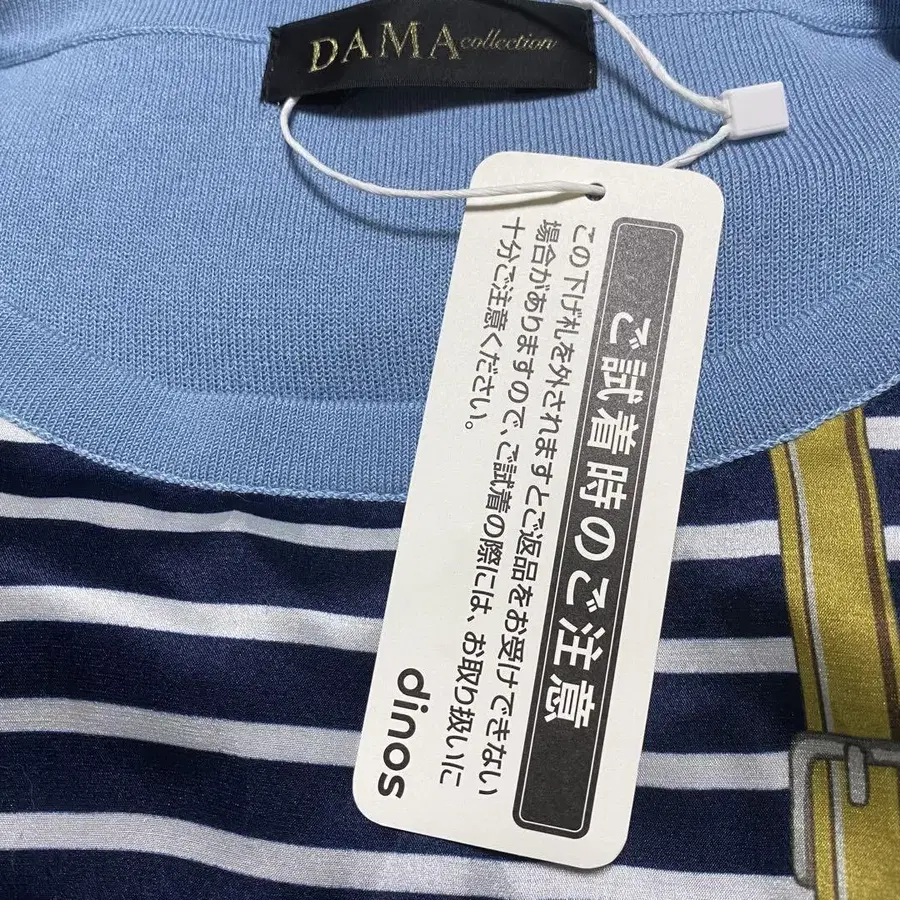 DAMA collection
ご試着時のご注意
この下げ札を外されますとご返品をお受けできない
場合がありますので、ご試着の際には、お取り扱いに
十分ご注意ください。
dinos